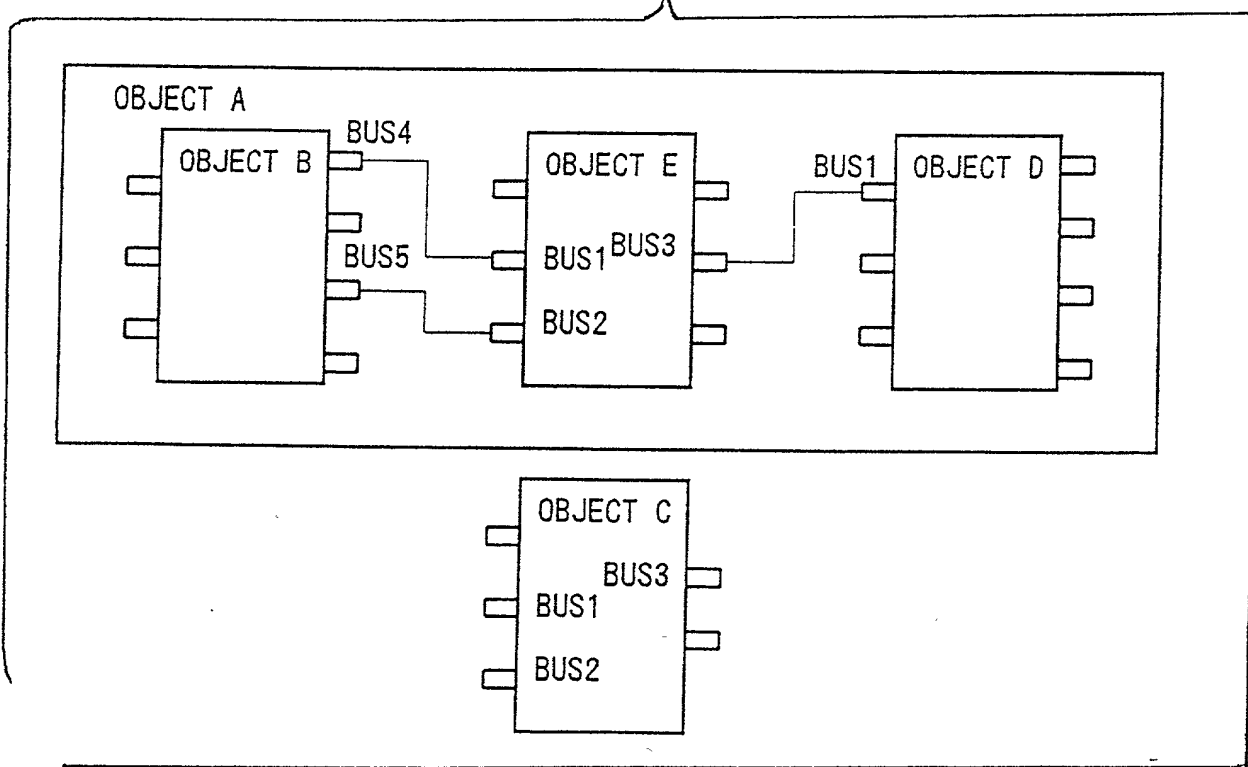 OBJECT A
BUS4
OBJECT B
OBJECT E
BUS1
OBJECT D
BUS5
BUS1
BUS3
BUS2
OBJECT C
BUS3
BUS1
BUS2